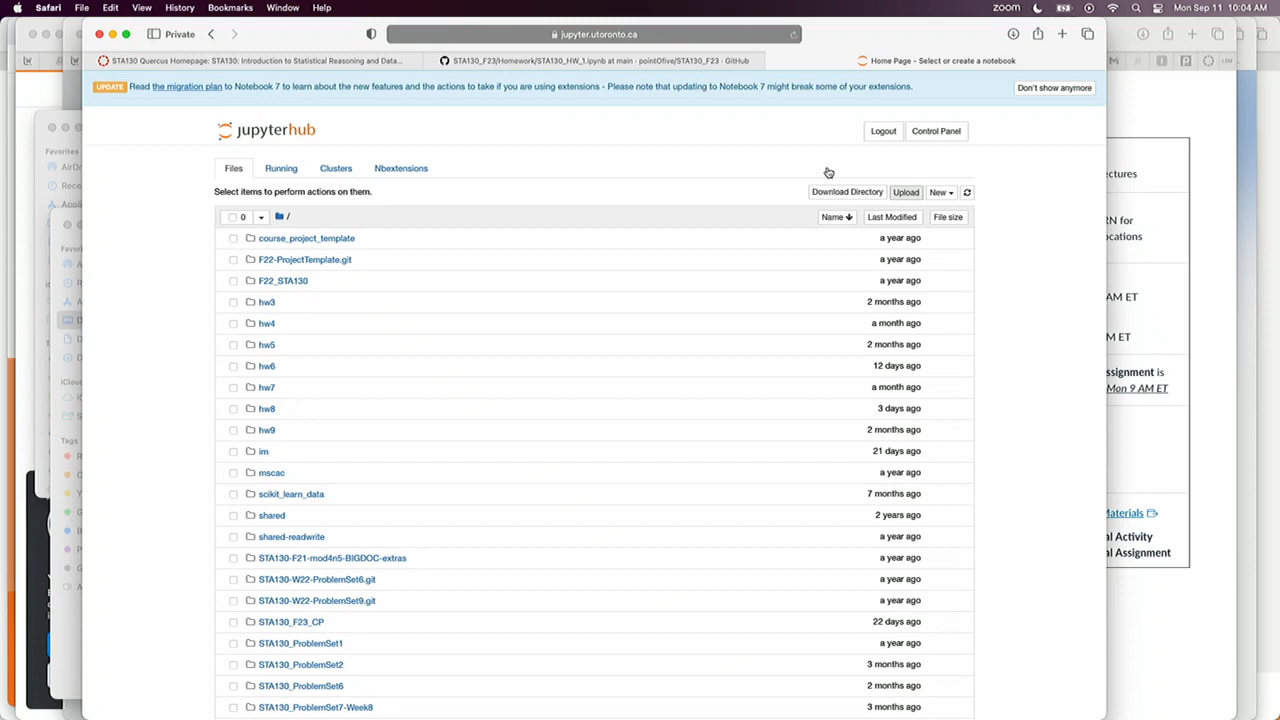 Safari File Edit View History Bookmarks Window Help zoom Mon Sep 11 10:04 AM
Private jupyter.utoronto.ca
STA130 Quercus Homepage: STA130: Introduction to Statistical Reasoning and Data... STA130_F23/Homework/STA130_HW_1.ipynb at main · pointOfive/STA130_F23 · GitHub Home Page - Select or create a notebook
UPDATE Read the migration plan to Notebook 7 to learn about the new features and the actions to take if you are using extensions - Please note that updating to Notebook 7 might break some of your extensions. Don't show anymore
jupyterhub Logout Control Panel
Files Running Clusters Nbextensions
Select items to perform actions on them. Download Directory Upload New
0 / Name Last Modified File size
course_project_template a year ago
F22-ProjectTemplate.git a year ago
F22_STA130 a year ago
hw3 2 months ago
hw4 a month ago
hw5 2 months ago
hw6 12 days ago
hw7 a month ago
hw8 3 days ago
hw9 2 months ago
im 21 days ago
mscac a year ago
scikit_learn_data 7 months ago
shared 2 years ago
shared-readwrite a year ago
STA130-F21-mod4n5-BIGDOC-extras a year ago
STA130-W22-ProblemSet6.git a year ago
STA130-W22-ProblemSet9.git a year ago
STA130_F23_CP 22 days ago
STA130_ProblemSet1 a year ago
STA130_ProblemSet2 3 months ago
STA130_ProblemSet6 2 months ago
STA130_ProblemSet7-Week8 3 months ago
Favorites
AirDr
Rece
Appli
Favori
iCloud
Tags
ectures
RN for
ocations
AM ET
M ET
ssignment is
Mon 9 AM ET
Materials
al Activity
al Assignment